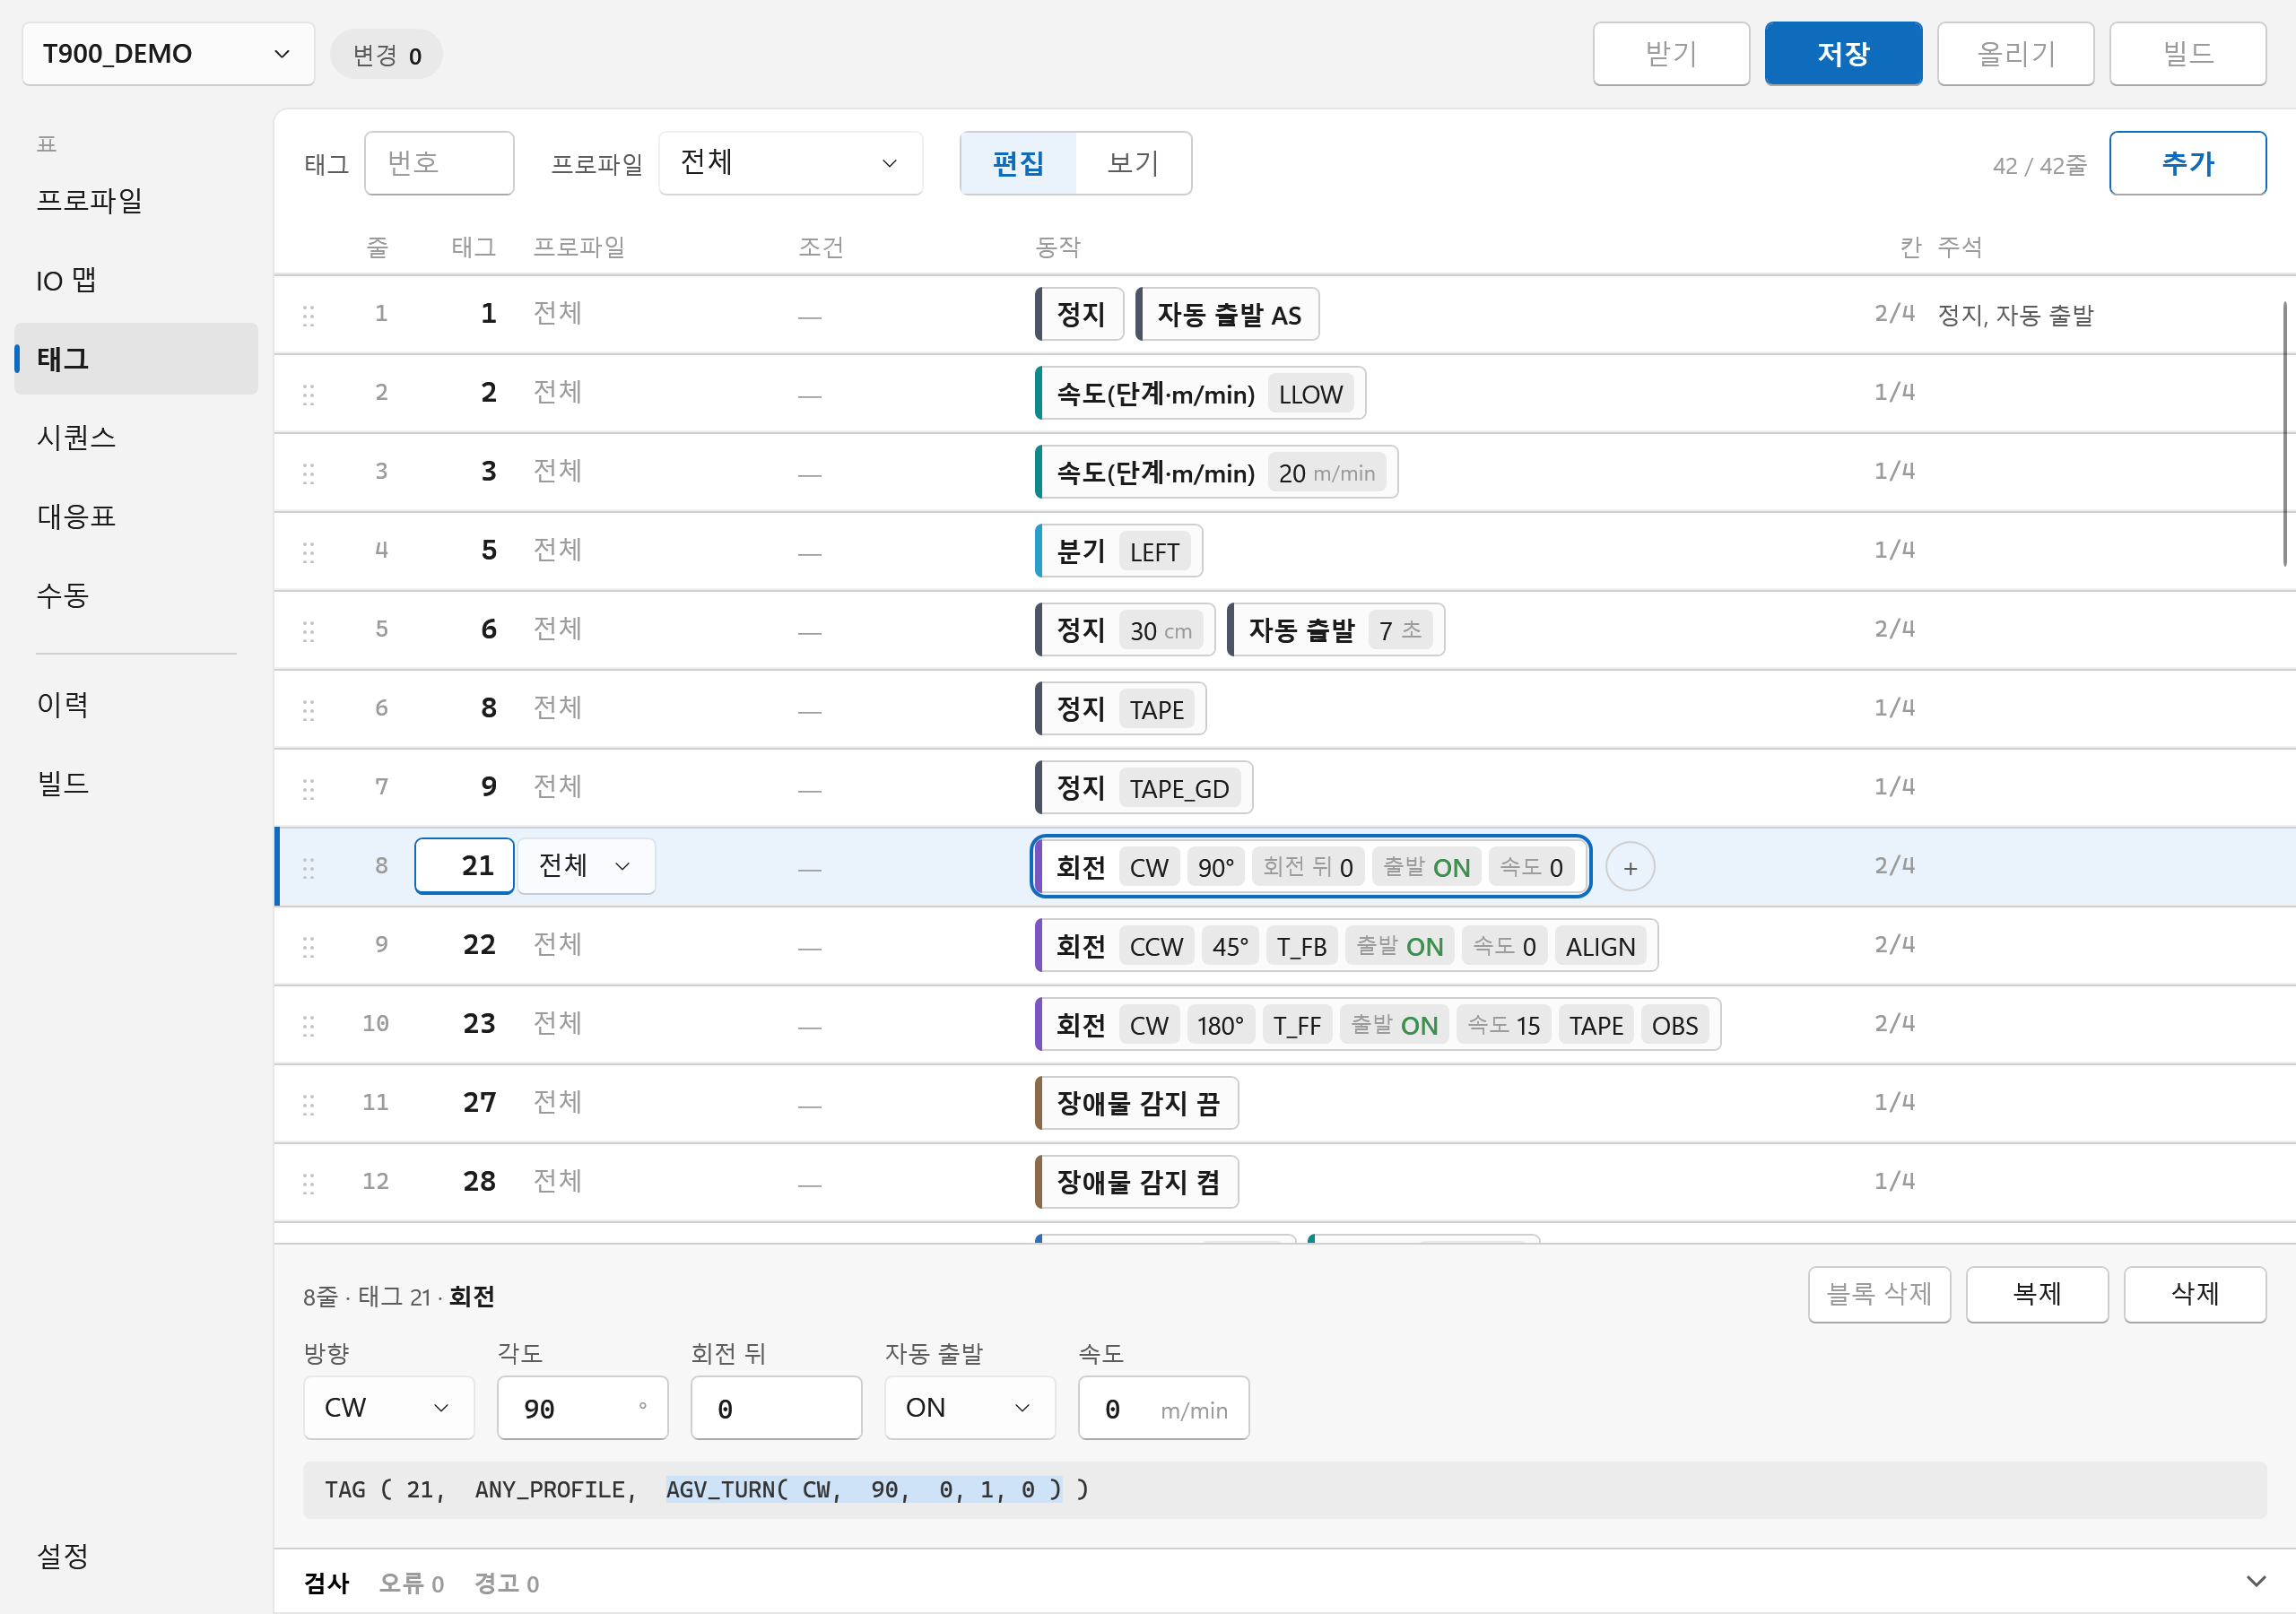 T900_DEMO 변경 0 받기 저장 올리기 빌드
표
프로파일
IO 맵
태그
시퀀스
대응표
수동
이력
빌드
설정
태그 번호 프로파일 전체 편집 보기 42 / 42줄 추가
줄 태그 프로파일 조건 동작 칸 주석
1 1 전체 — 정지 자동 출발 AS 2/4 정지, 자동 출발
2 2 전체 — 속도(단계·m/min) LLOW 1/4
3 3 전체 — 속도(단계·m/min) 20 m/min 1/4
4 5 전체 — 분기 LEFT 1/4
5 6 전체 — 정지 30 cm 자동 출발 7 초 2/4
6 8 전체 — 정지 TAPE 1/4
7 9 전체 — 정지 TAPE_GD 1/4
8 21 전체 — 회전 CW 90° 회전 뒤 0 출발 ON 속도 0 + 2/4
9 22 전체 — 회전 CCW 45° T_FB 출발 ON 속도 0 ALIGN 2/4
10 23 전체 — 회전 CW 180° T_FF 출발 ON 속도 15 TAPE OBS 2/4
11 27 전체 — 장애물 감지 끔 1/4
12 28 전체 — 장애물 감지 켬 1/4
8줄 · 태그 21 · 회전 블록 삭제 복제 삭제
방향 각도 회전 뒤 자동 출발 속도
CW 90 ° 0 ON 0 m/min
TAG ( 21, ANY_PROFILE, AGV_TURN( CW, 90, 0, 1, 0 ) )
검사 오류 0 경고 0